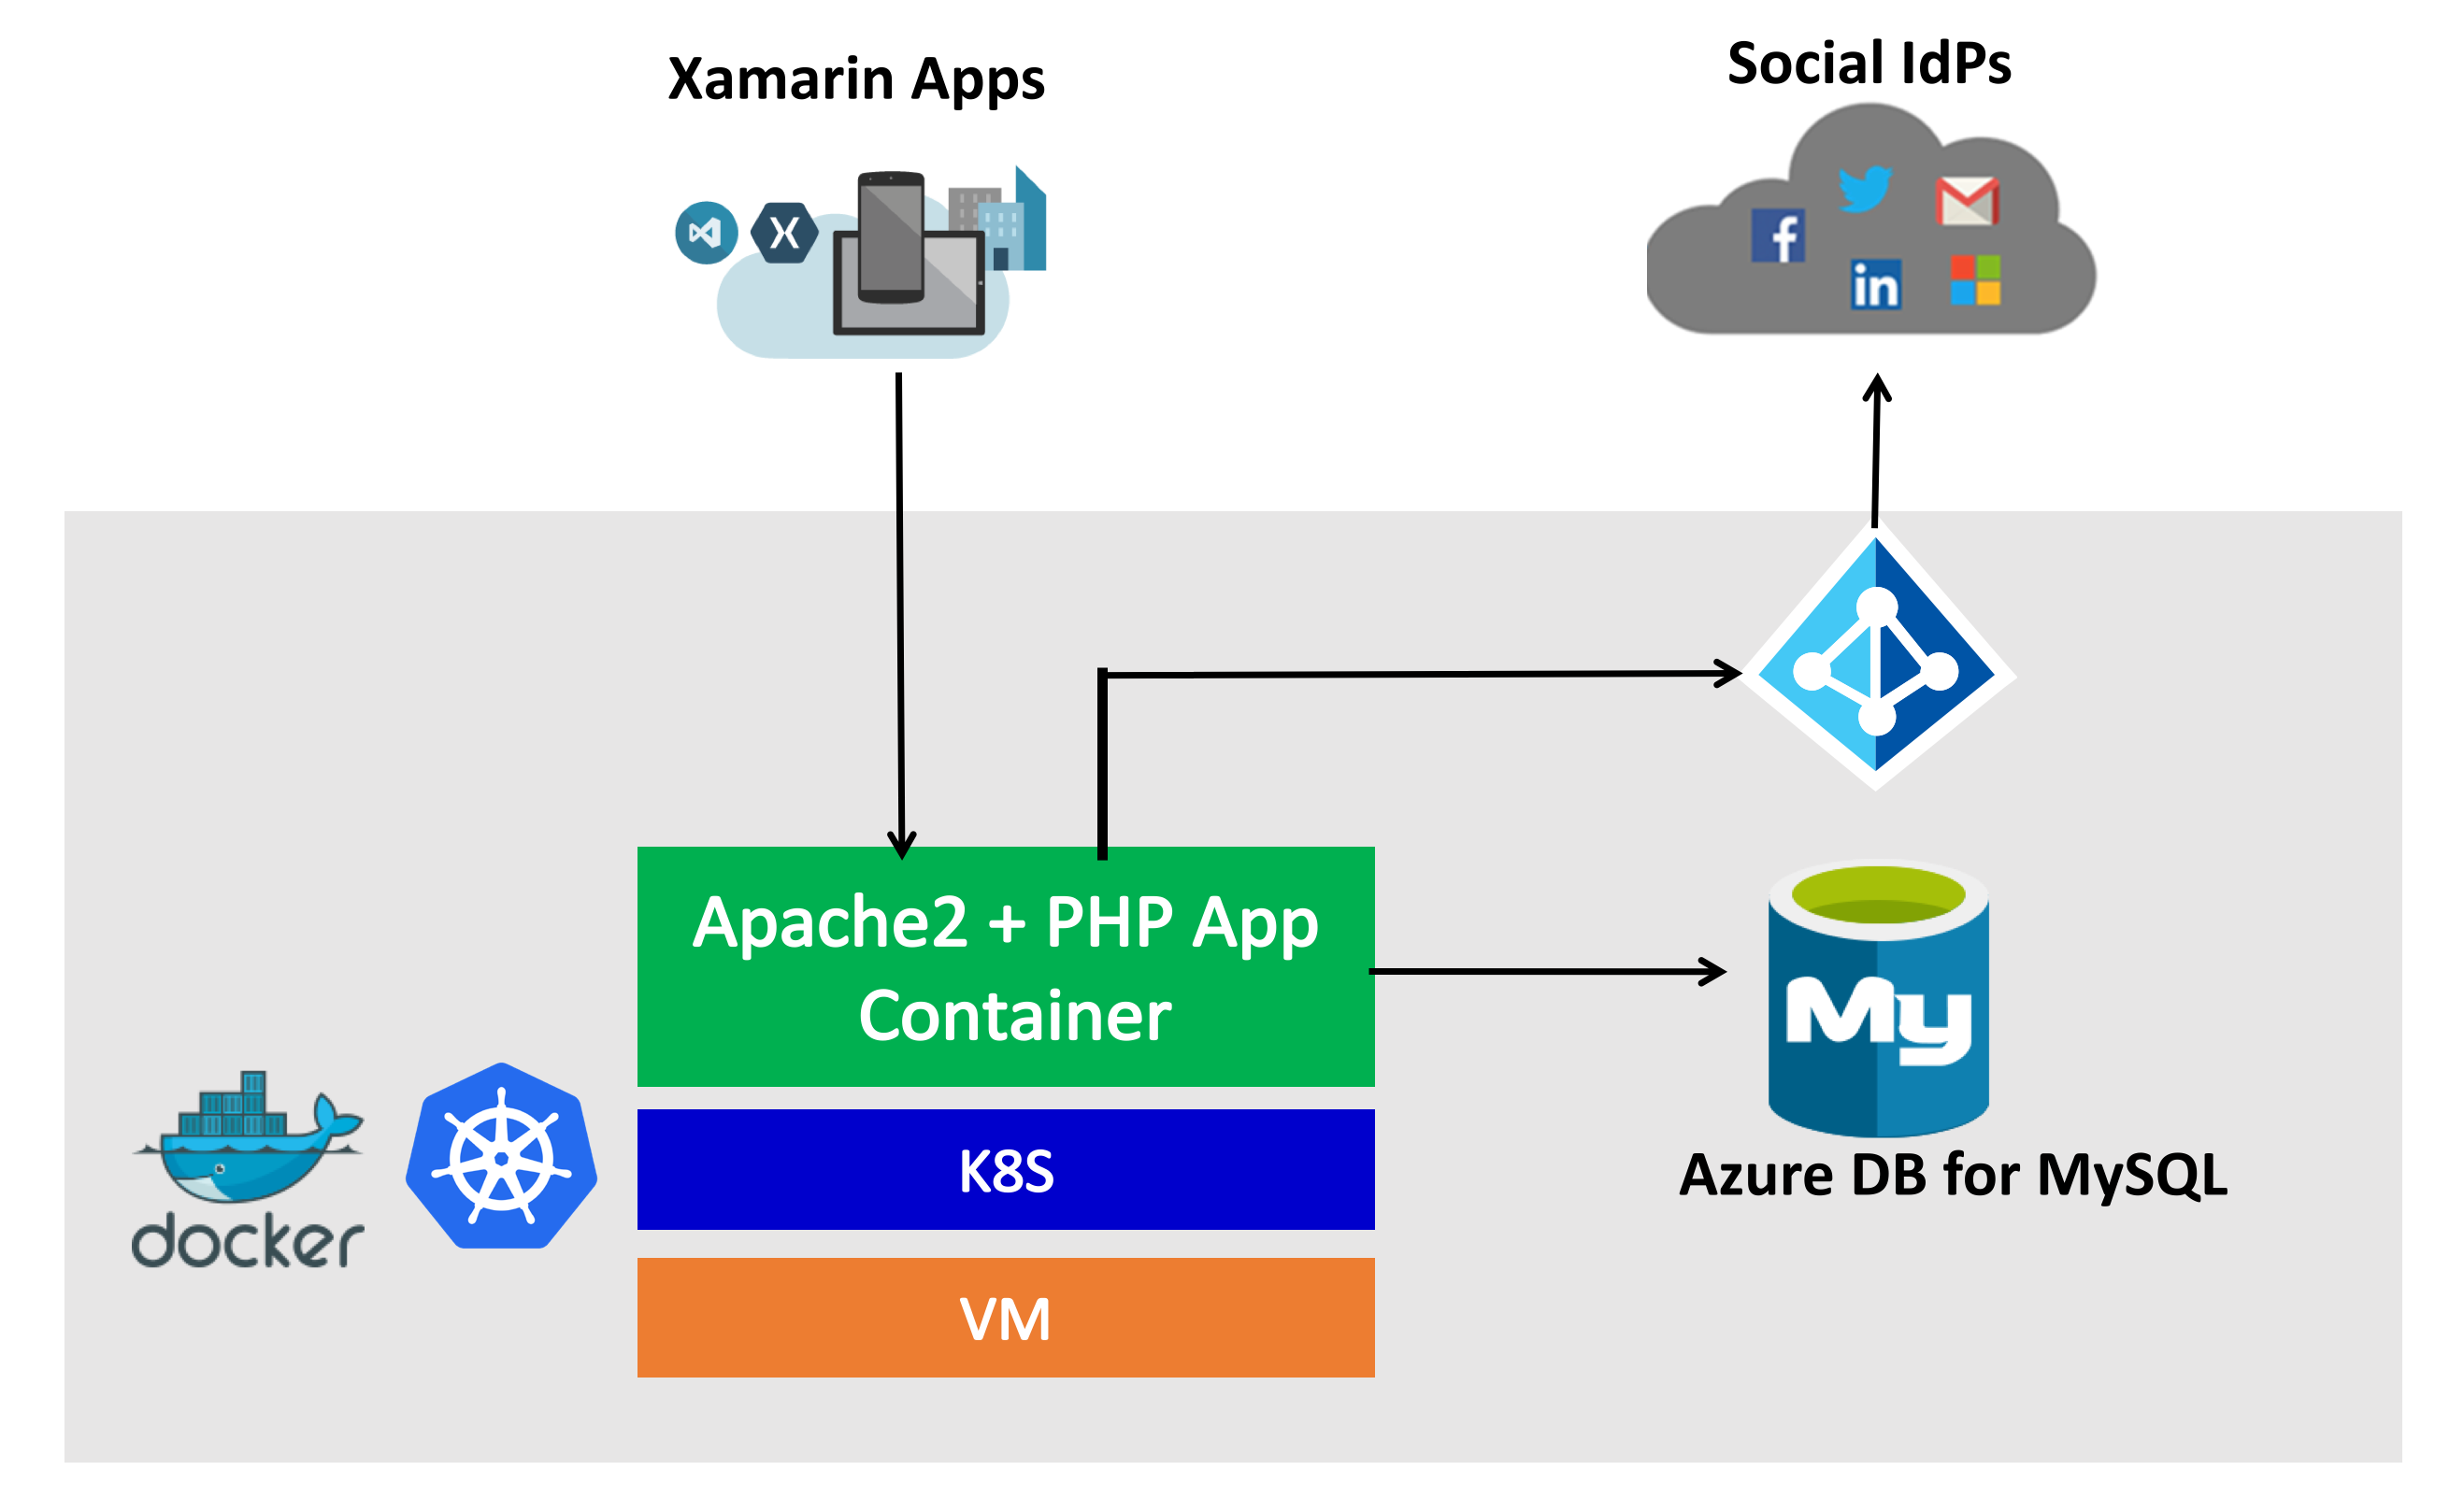 Xamarin Apps
Social IdPs
f
in
Apache2 + PHP App
Container
My
docker
K8S
Azure DB for MySQL
VM